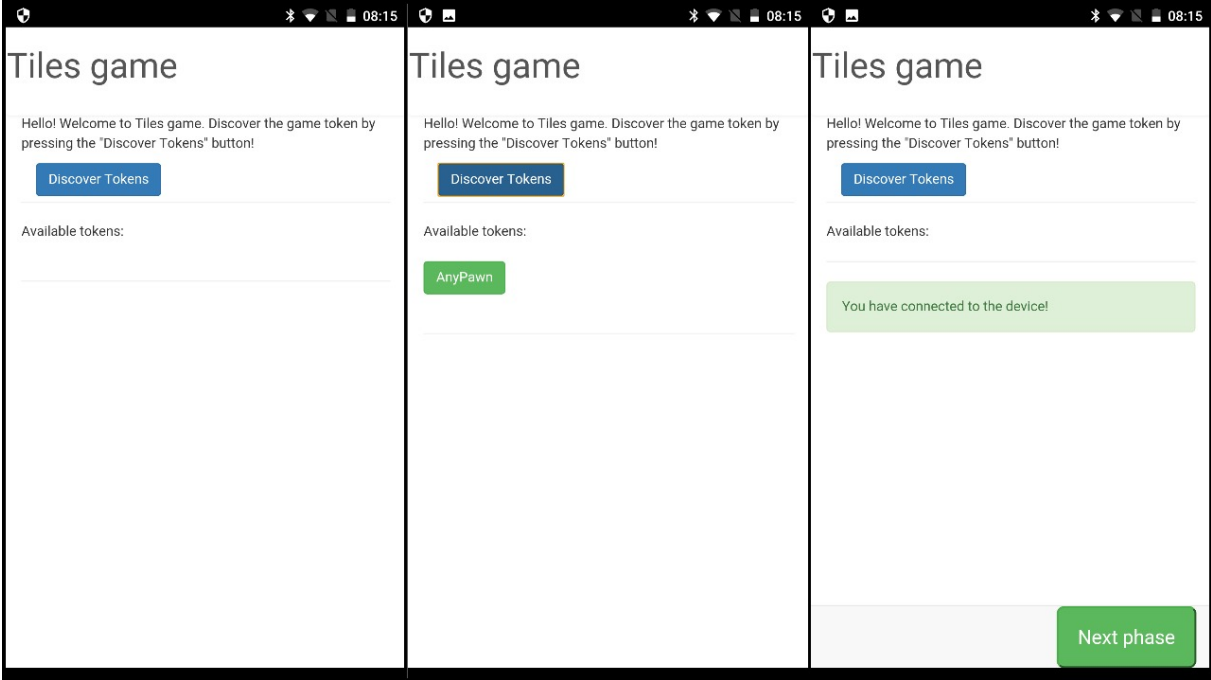 08:15
Tiles game
Hello! Welcome to Tiles game. Discover the game token by
pressing the "Discover Tokens" button!
Discover Tokens
Available tokens:
08:15
Tiles game
Hello! Welcome to Tiles game. Discover the game token by
pressing the "Discover Tokens" button!
Discover Tokens
Available tokens:
AnyPawn
08:15
Tiles game
Hello! Welcome to Tiles game. Discover the game token by
pressing the "Discover Tokens" button!
Discover Tokens
Available tokens:
You have connected to the device!
Next phase